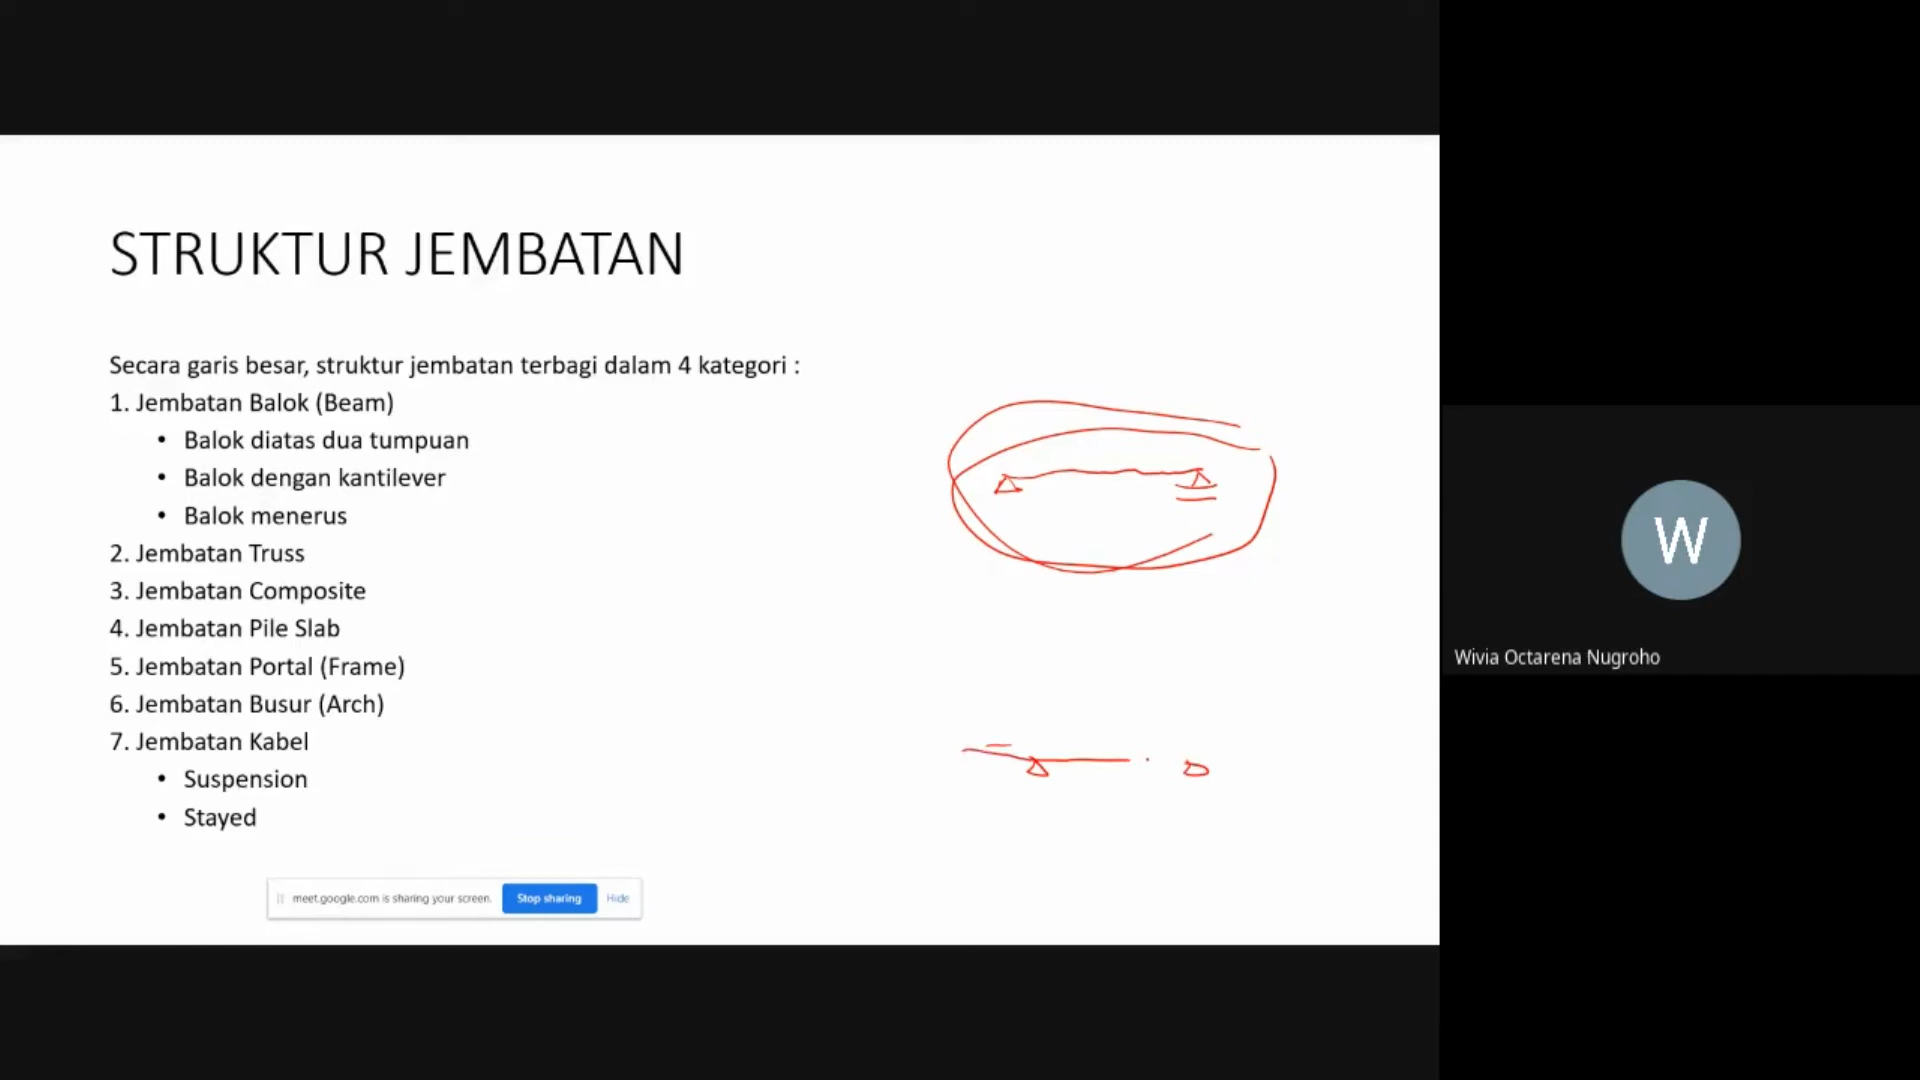 STRUKTUR JEMBATAN
Secara garis besar, struktur jembatan terbagi dalam 4 kategori :
1. Jembatan Balok (Beam)
• Balok diatas dua tumpuan
• Balok dengan kantilever
• Balok menerus
2. Jembatan Truss
3. Jembatan Composite
4. Jembatan Pile Slab
5. Jembatan Portal (Frame)
6. Jembatan Busur (Arch)
7. Jembatan Kabel
• Suspension
• Stayed
meet.google.com is sharing your screen. Stop sharing Hide
W
Wivia Octarena Nugroho